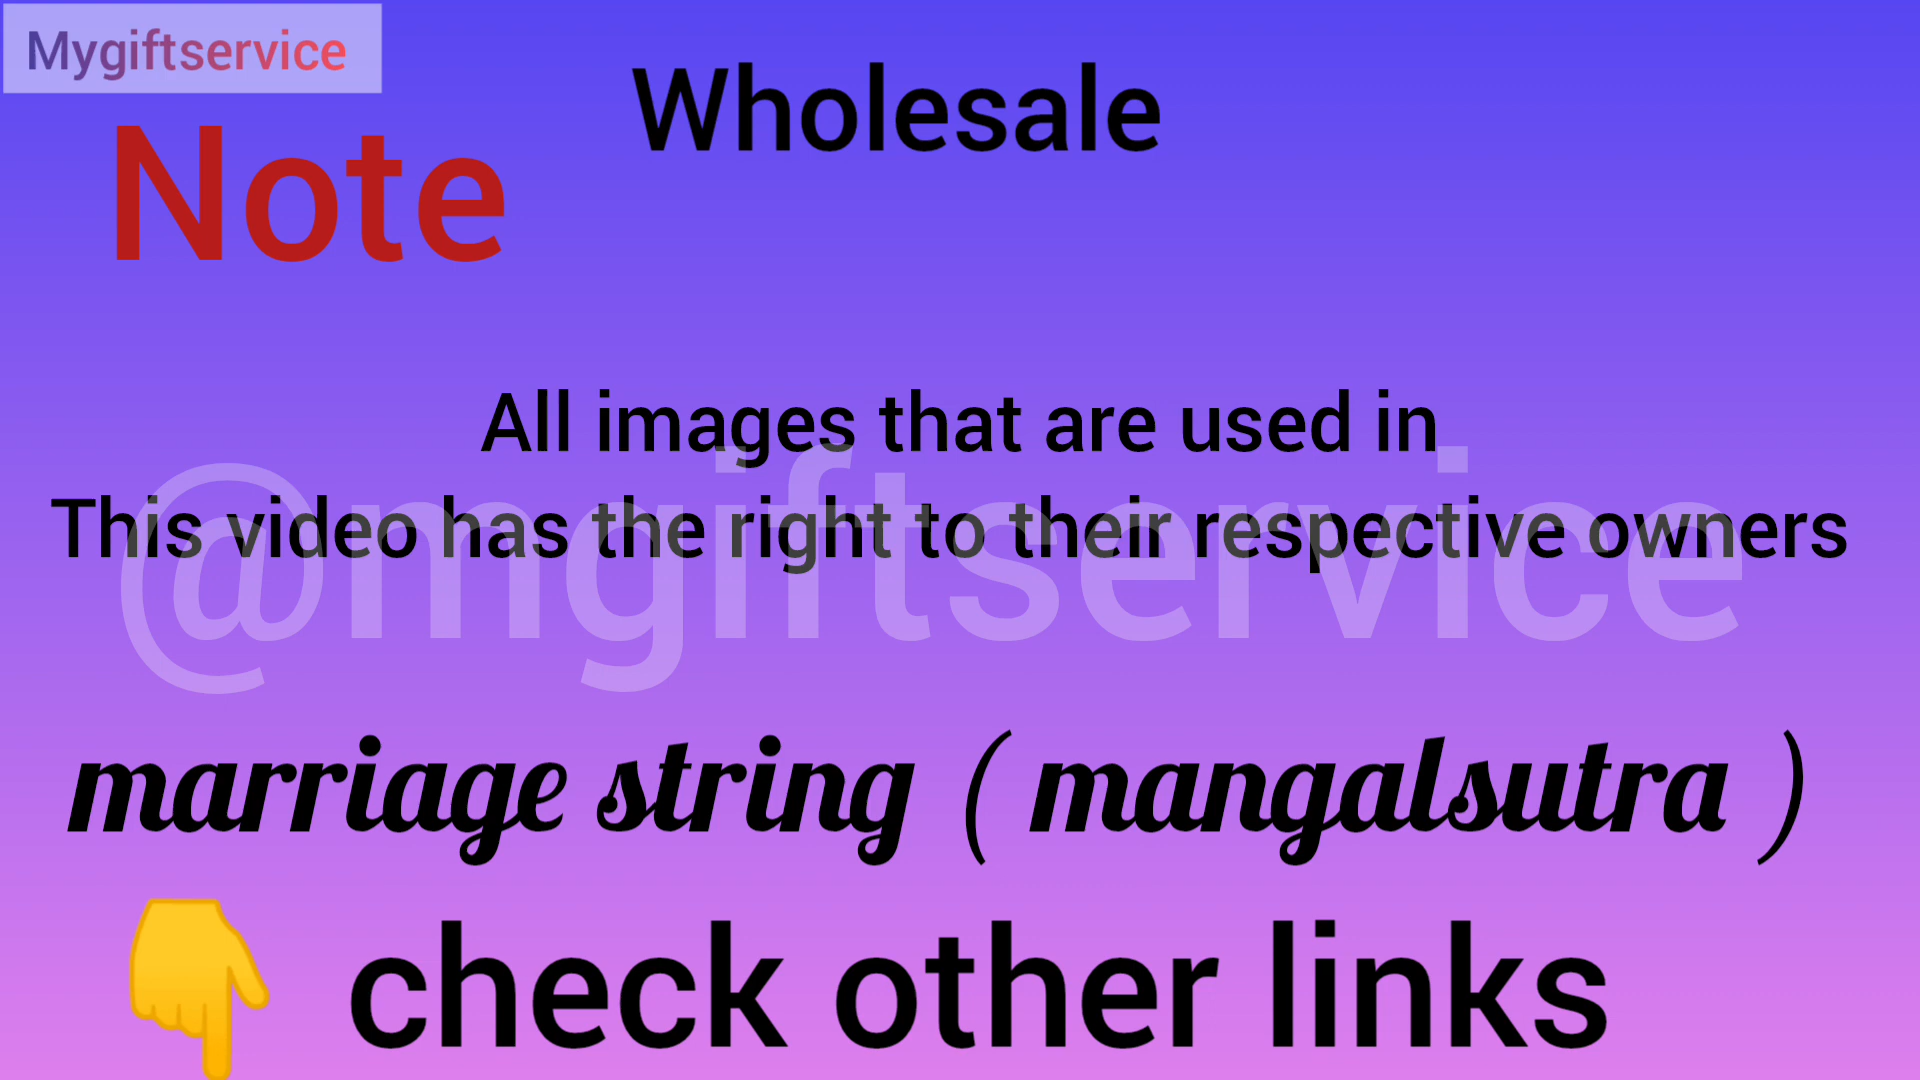 Mygiftservice
Wholesale
Note
All images that are used in
This video has the right to their respective owners
@mgiftservice
marriage string ( mangalsutra )
check other links